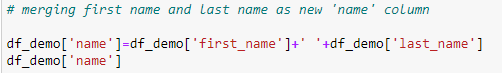 # merging first name and last name as new 'name' column
df_demo['name']=df_demo['first_name']+' '+df_demo['last_name']
df_demo['name']